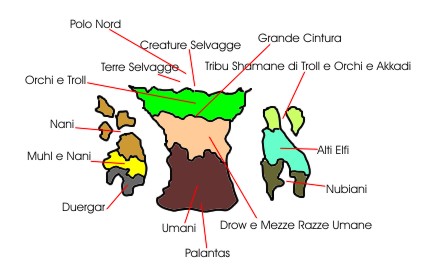 Polo Nord
Grande Cintura
Creature Selvagge
Terre Selvagge
Tribu Shamane di Troll e Orchi e Akkadi
Orchi e Troll
Nani
Alti Elfi
Muhl e Nani
Nubiani
Duergar
Drow e Mezze Razze Umane
Umani
Palantas